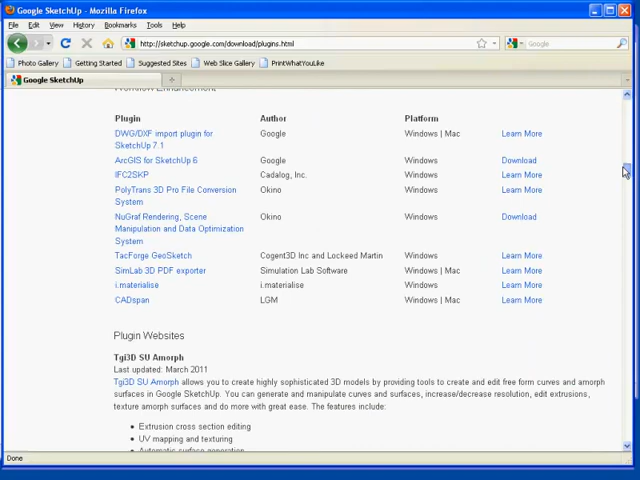 Google SketchUp - Mozilla Firefox
File Edit View History Bookmarks Tools Help
http://sketchup.google.com/download/plugins.html
Google
Photo Gallery Getting Started Suggested Sites Web Slice Gallery PrintWhatYouLike
Google SketchUp
Workflow Enhancement
Plugin Author Platform
DWG/DXF import plugin for Google Windows | Mac Learn More
SketchUp 7.1
ArcGIS for SketchUp 6 Google Windows Download
IFC2SKP Cadalog, Inc. Windows Learn More
PolyTrans 3D Pro File Conversion Okino Windows Learn More
System
NuGraf Rendering, Scene Okino Windows Download
Manipulation and Data Optimization
System
TacForge GeoSketch Cogent3D Inc and Lockeed Martin Windows Learn More
SimLab 3D PDF exporter Simulation Lab Software Windows | Mac Learn More
i.materialise i.materialise Windows | Mac Learn More
CADspan LGM Windows | Mac Learn More
Plugin Websites
Tgi3D SU Amorph
Last updated: March 2011
Tgi3D SU Amorph allows you to create highly sophisticated 3D models by providing tools to create and edit free form curves and amorph
surfaces in Google SketchUp. You can generate and manipulate curves and surfaces, increase/decrease resolution, edit extrusions,
texture amorph surfaces and do more with great ease. The features include:
• Extrusion cross section editing
• UV mapping and texturing
• Automatic surface generation
Done